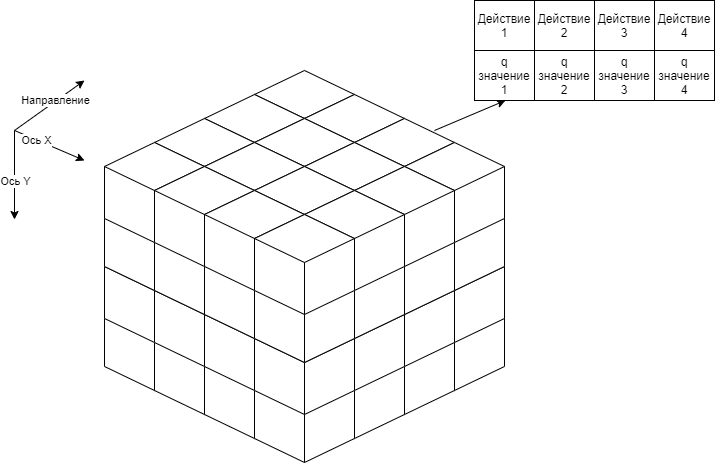 Действие Действие Действие Действие
1 2 3 4
q q q q
значение значение значение значение
1 2 3 4
Направление
Ось X
Ось Y